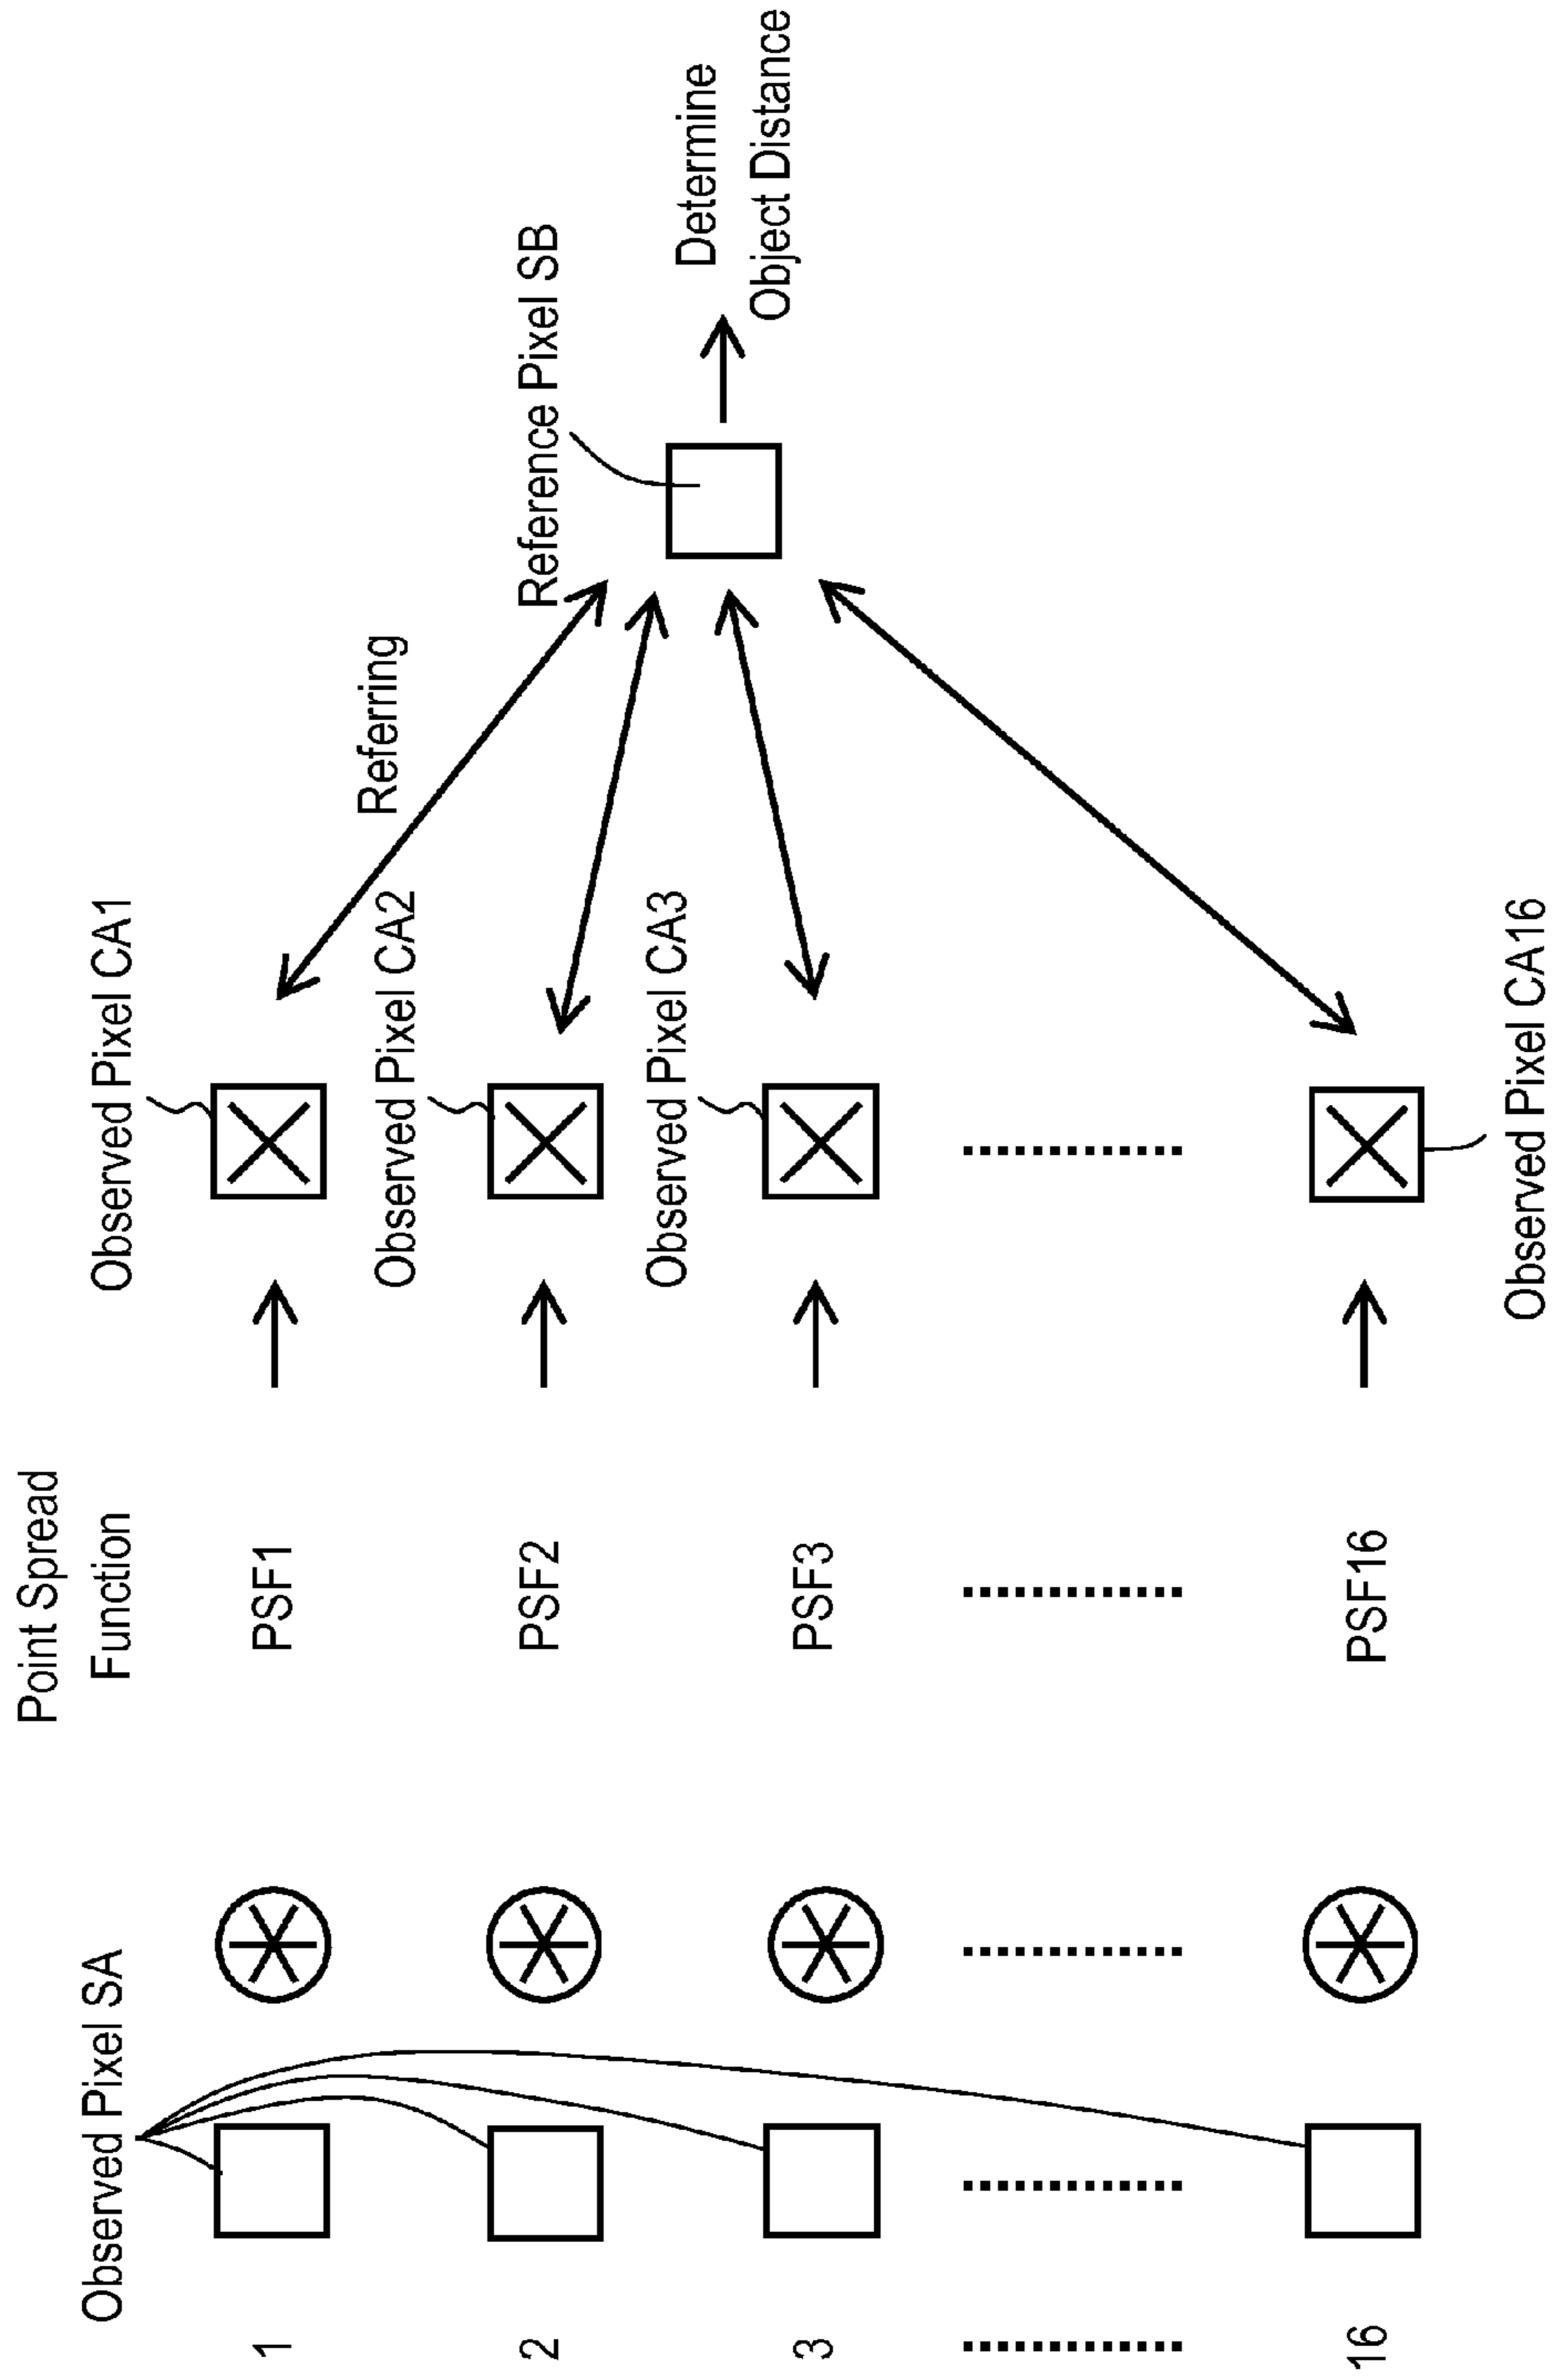 Point Spread
Function
Observed Pixel SA
1
PSF1
Observed Pixel CA1
Referring
2
PSF2
Observed Pixel CA2
Reference Pixel SB
3
PSF3
Observed Pixel CA3
Determine
Object Distance
16
PSF16
Observed Pixel CA16